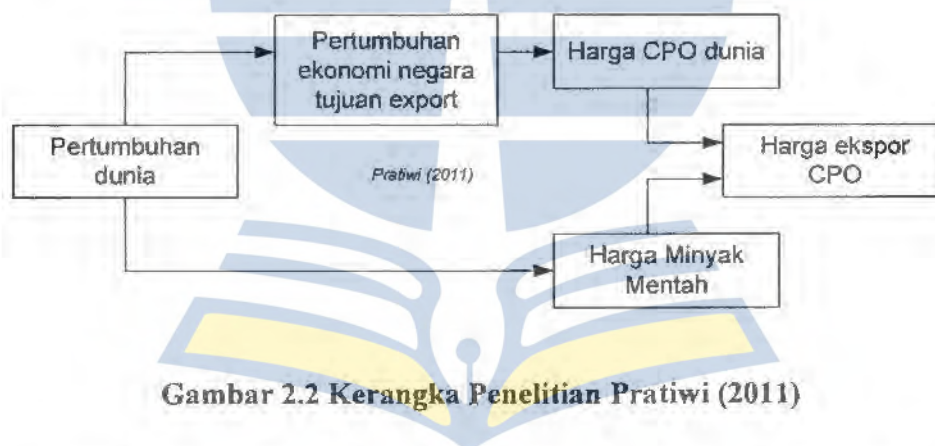 Pertumbuhan
ekonomi negara
tujuan export
Harga CPO dunia
Pertumbuhan
dunia
Pratiwi (2011)
Harga ekspor
CPO
Harga Minyak
Mentah
Gambar 2.2 Kerangka Penelitian Pratiwi (2011)